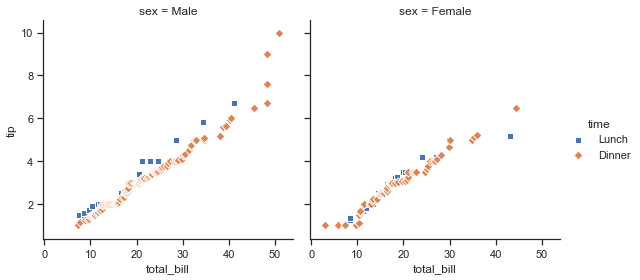 sex = Male
sex = Female
10
8
6
4
2
tip
0
10
20
30
40
50
total_bill
0
10
20
30
40
50
total_bill
time
Lunch
Dinner